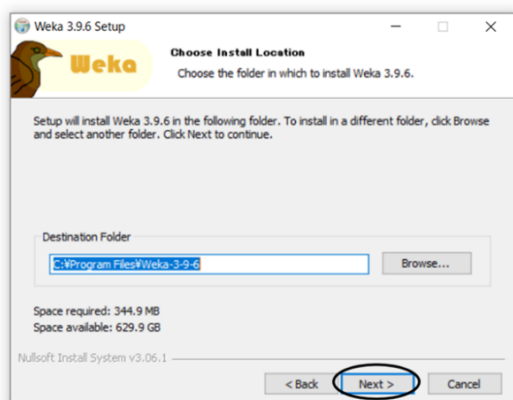 Weka 3.9.6 Setup
Weka
Choose Install Location
Choose the folder in which to install Weka 3.9.6.
Setup will install Weka 3.9.6 in the following folder. To install in a different folder, click Browse
and select another folder. Click Next to continue.
Destination Folder
C:¥Program Files¥Weka-3-9-6
Browse...
Space required: 344.9 MB
Space available: 629.9 GB
Nullsoft Install System v3.06.1
< Back Next > Cancel